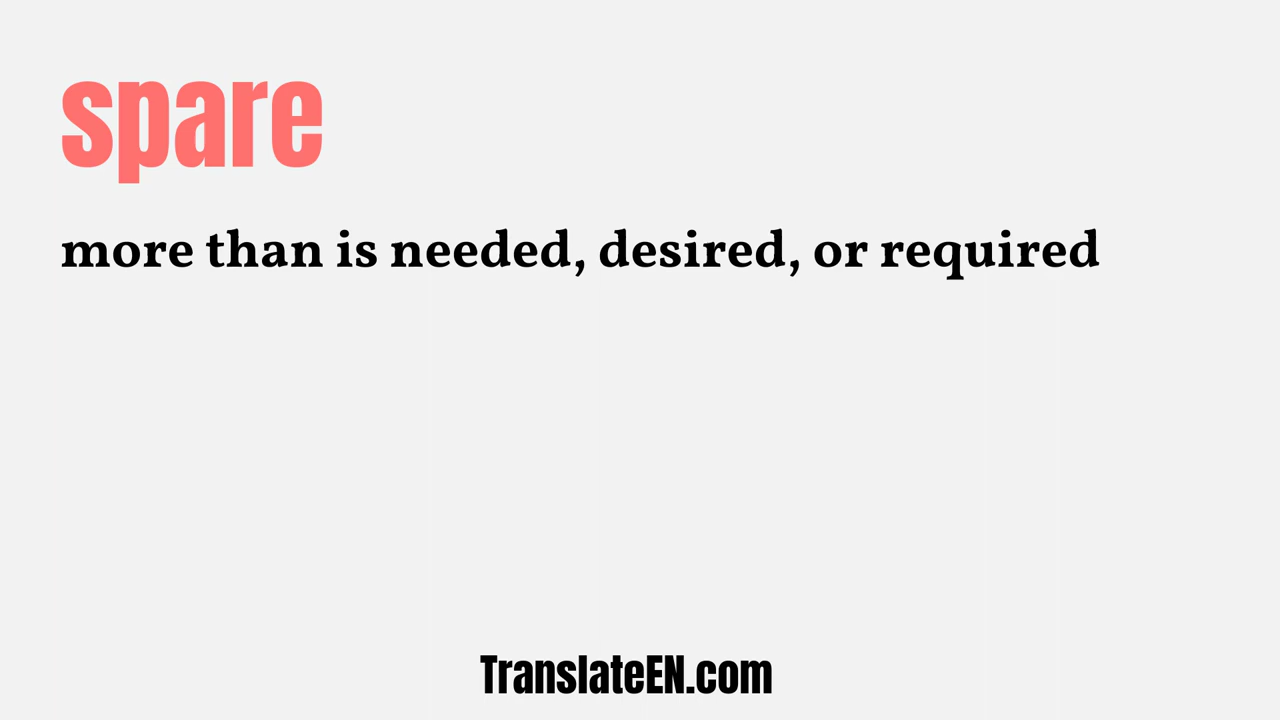 spare
more than is needed, desired, or required
TranslateEN.com